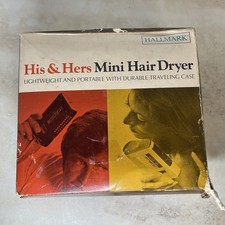 HALLMARK
His & Hers Mini Hair Dryer
LIGHTWEIGHT AND PORTABLE WITH DURABLE TRAVELING CASE